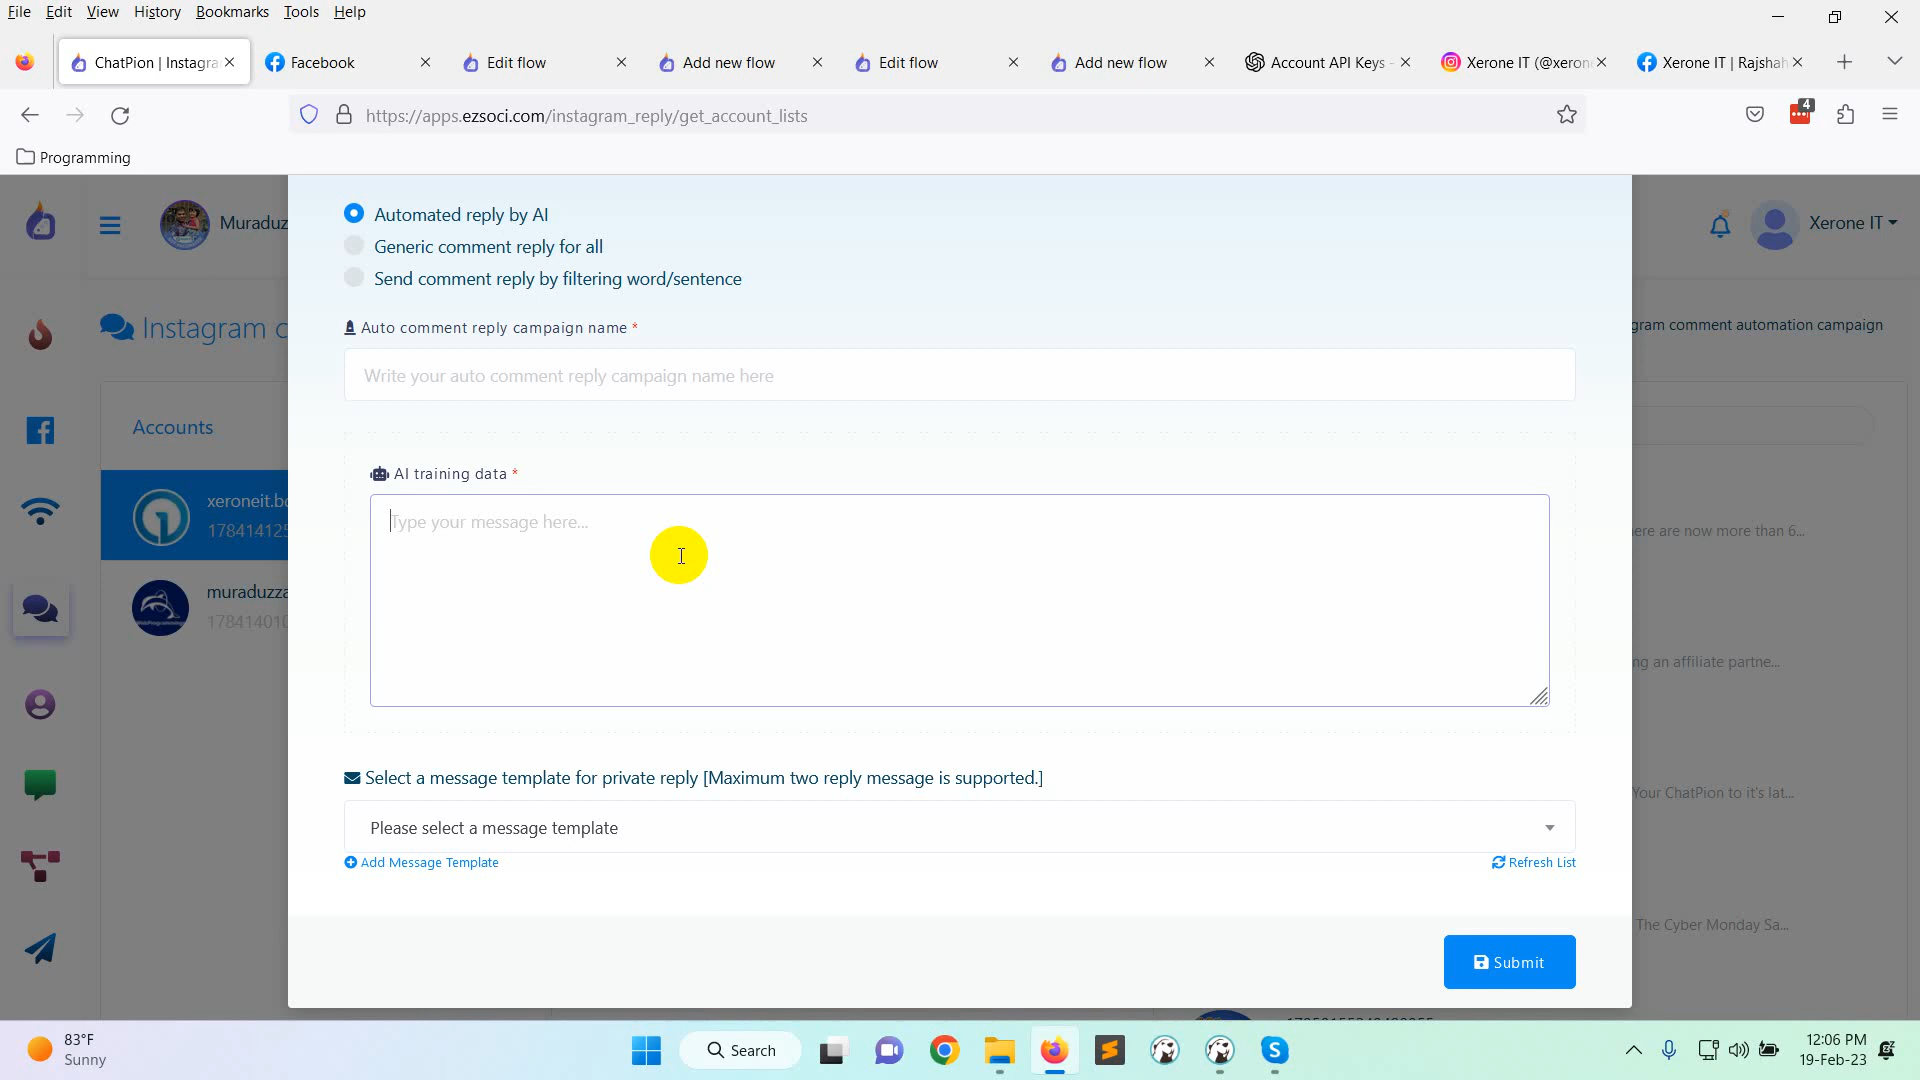 File Edit View History Bookmarks Tools Help
ChatPion | Instagra
Facebook
Edit flow
Add new flow
Edit flow
Add new flow
Account API Keys -
Xerone IT (@xeron
Xerone IT | Rajshah
https://apps.ezsoci.com/instagram_reply/get_account_lists
4
Programming
Muraduz
Xerone IT
Instagram c
gram comment automation campaign
Accounts
xeroneit.bo
178414125
muraduzza
178414010
Automated reply by AI
Generic comment reply for all
Send comment reply by filtering word/sentence
Auto comment reply campaign name *
Write your auto comment reply campaign name here
AI training data *
Type your message here...
Select a message template for private reply [Maximum two reply message is supported.]
Please select a message template
Add Message Template
Refresh List
Submit
ere are now more than 6...
ng an affiliate partne...
Your ChatPion to it's lat...
The Cyber Monday Sa...
83°F
Sunny
Search
12:06 PM
19-Feb-23